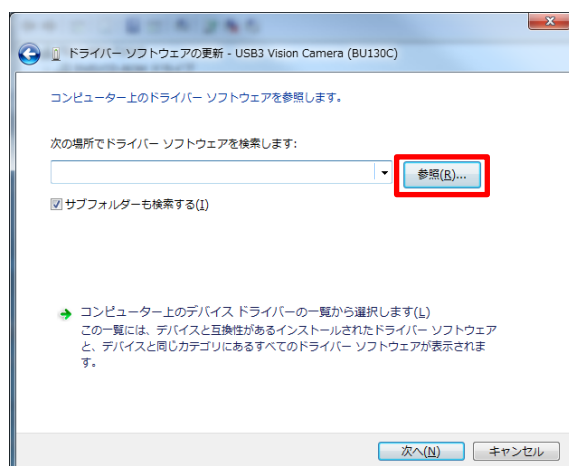 ドライバー ソフトウェアの更新 - USB3 Vision Camera (BU130C)
コンピューター上のドライバー ソフトウェアを参照します。
次の場所でドライバー ソフトウェアを検索します:
参照(R)...
サブフォルダーも検索する(I)
コンピューター上のデバイス ドライバーの一覧から選択します(L)
この一覧には、デバイスと互換性があるインストールされたドライバー ソフトウェア
と、デバイスと同じカテゴリにあるすべてのドライバー ソフトウェアが表示されま
す。
次へ(N)
キャンセル